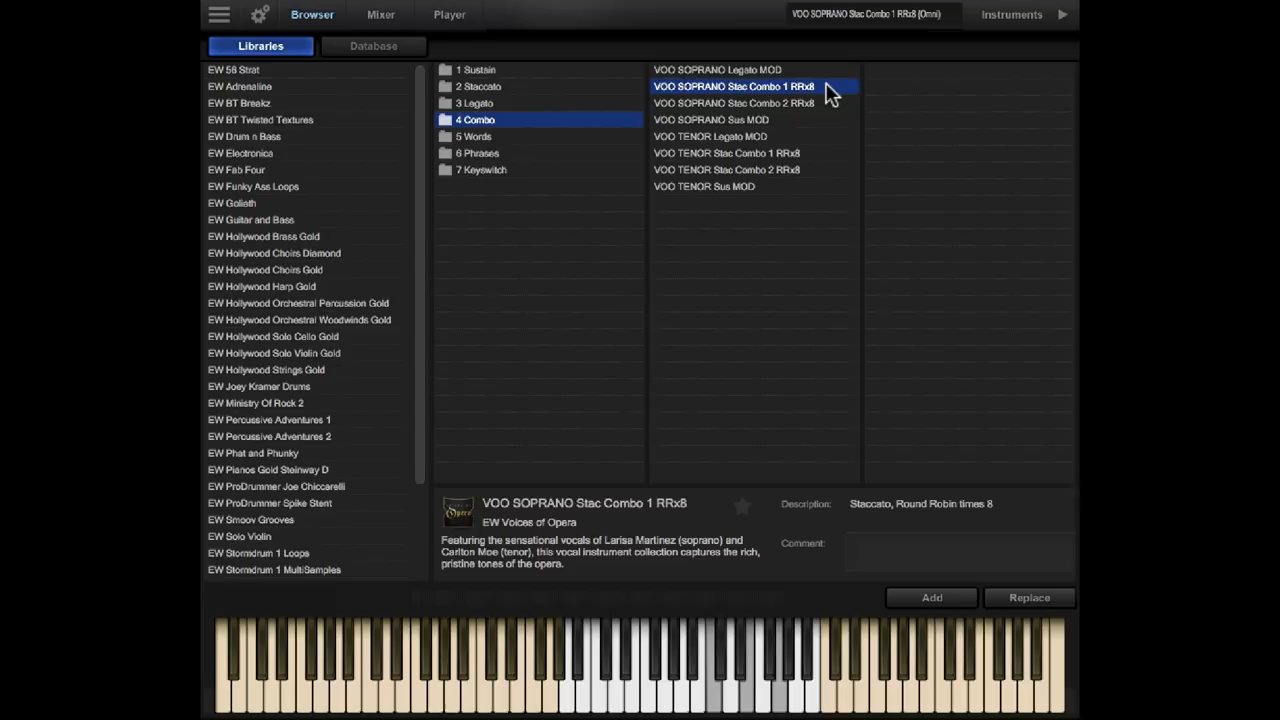 Browser
Mixer
Player
VOO SOPRANO Stac Combo 1 RRx8 (Omni)
Instruments
Libraries
Database
EW 56 Strat
EW Adrenaline
EW BT Breakz
EW BT Twisted Textures
EW Drum n Bass
EW Electronica
EW Fab Four
EW Funky Ass Loops
EW Goliath
EW Guitar and Bass
EW Hollywood Brass Gold
EW Hollywood Choirs Diamond
EW Hollywood Choirs Gold
EW Hollywood Harp Gold
EW Hollywood Orchestral Percussion Gold
EW Hollywood Orchestral Woodwinds Gold
EW Hollywood Solo Cello Gold
EW Hollywood Solo Violin Gold
EW Hollywood Strings Gold
EW Joey Kramer Drums
EW Ministry Of Rock 2
EW Percussive Adventures 1
EW Percussive Adventures 2
EW Phat and Phunky
EW Pianos Gold Steinway D
EW ProDrummer Joe Chiccarelli
EW ProDrummer Spike Stent
EW Smoov Grooves
EW Solo Violin
EW Stormdrum 1 Loops
EW Stormdrum 1 MultiSamples
1 Sustain
2 Staccato
3 Legato
4 Combo
5 Words
6 Phrases
7 Keyswitch
VOO SOPRANO Legato MOD
VOO SOPRANO Stac Combo 1 RRx8
VOO SOPRANO Stac Combo 2 RRx8
VOO SOPRANO Sus MOD
VOO TENOR Legato MOD
VOO TENOR Stac Combo 1 RRx8
VOO TENOR Stac Combo 2 RRx8
VOO TENOR Sus MOD
Opera
VOO SOPRANO Stac Combo 1 RRx8
EW Voices of Opera
Featuring the sensational vocals of Larisa Martinez (soprano) and
Carlton Moe (tenor), this vocal instrument collection captures the rich,
pristine tones of the opera.
Description:
Staccato, Round Robin times 8
Comment:
Add
Replace